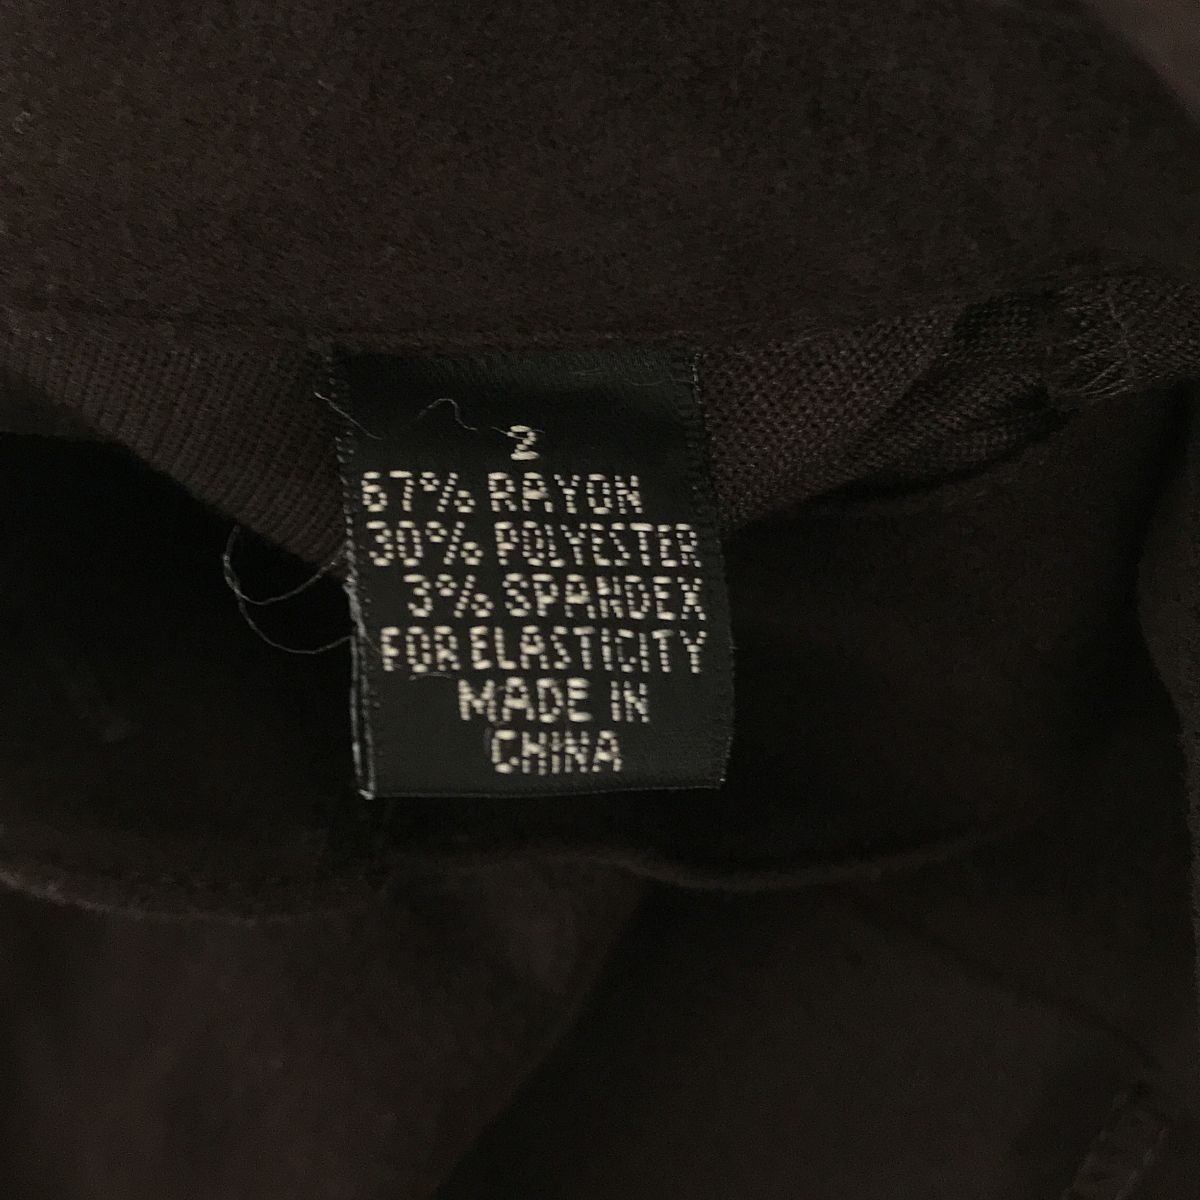 2
67% RAYON
30% POLYESTER
3% SPANDEX
FOR ELASTICITY
MADE IN
CHINA